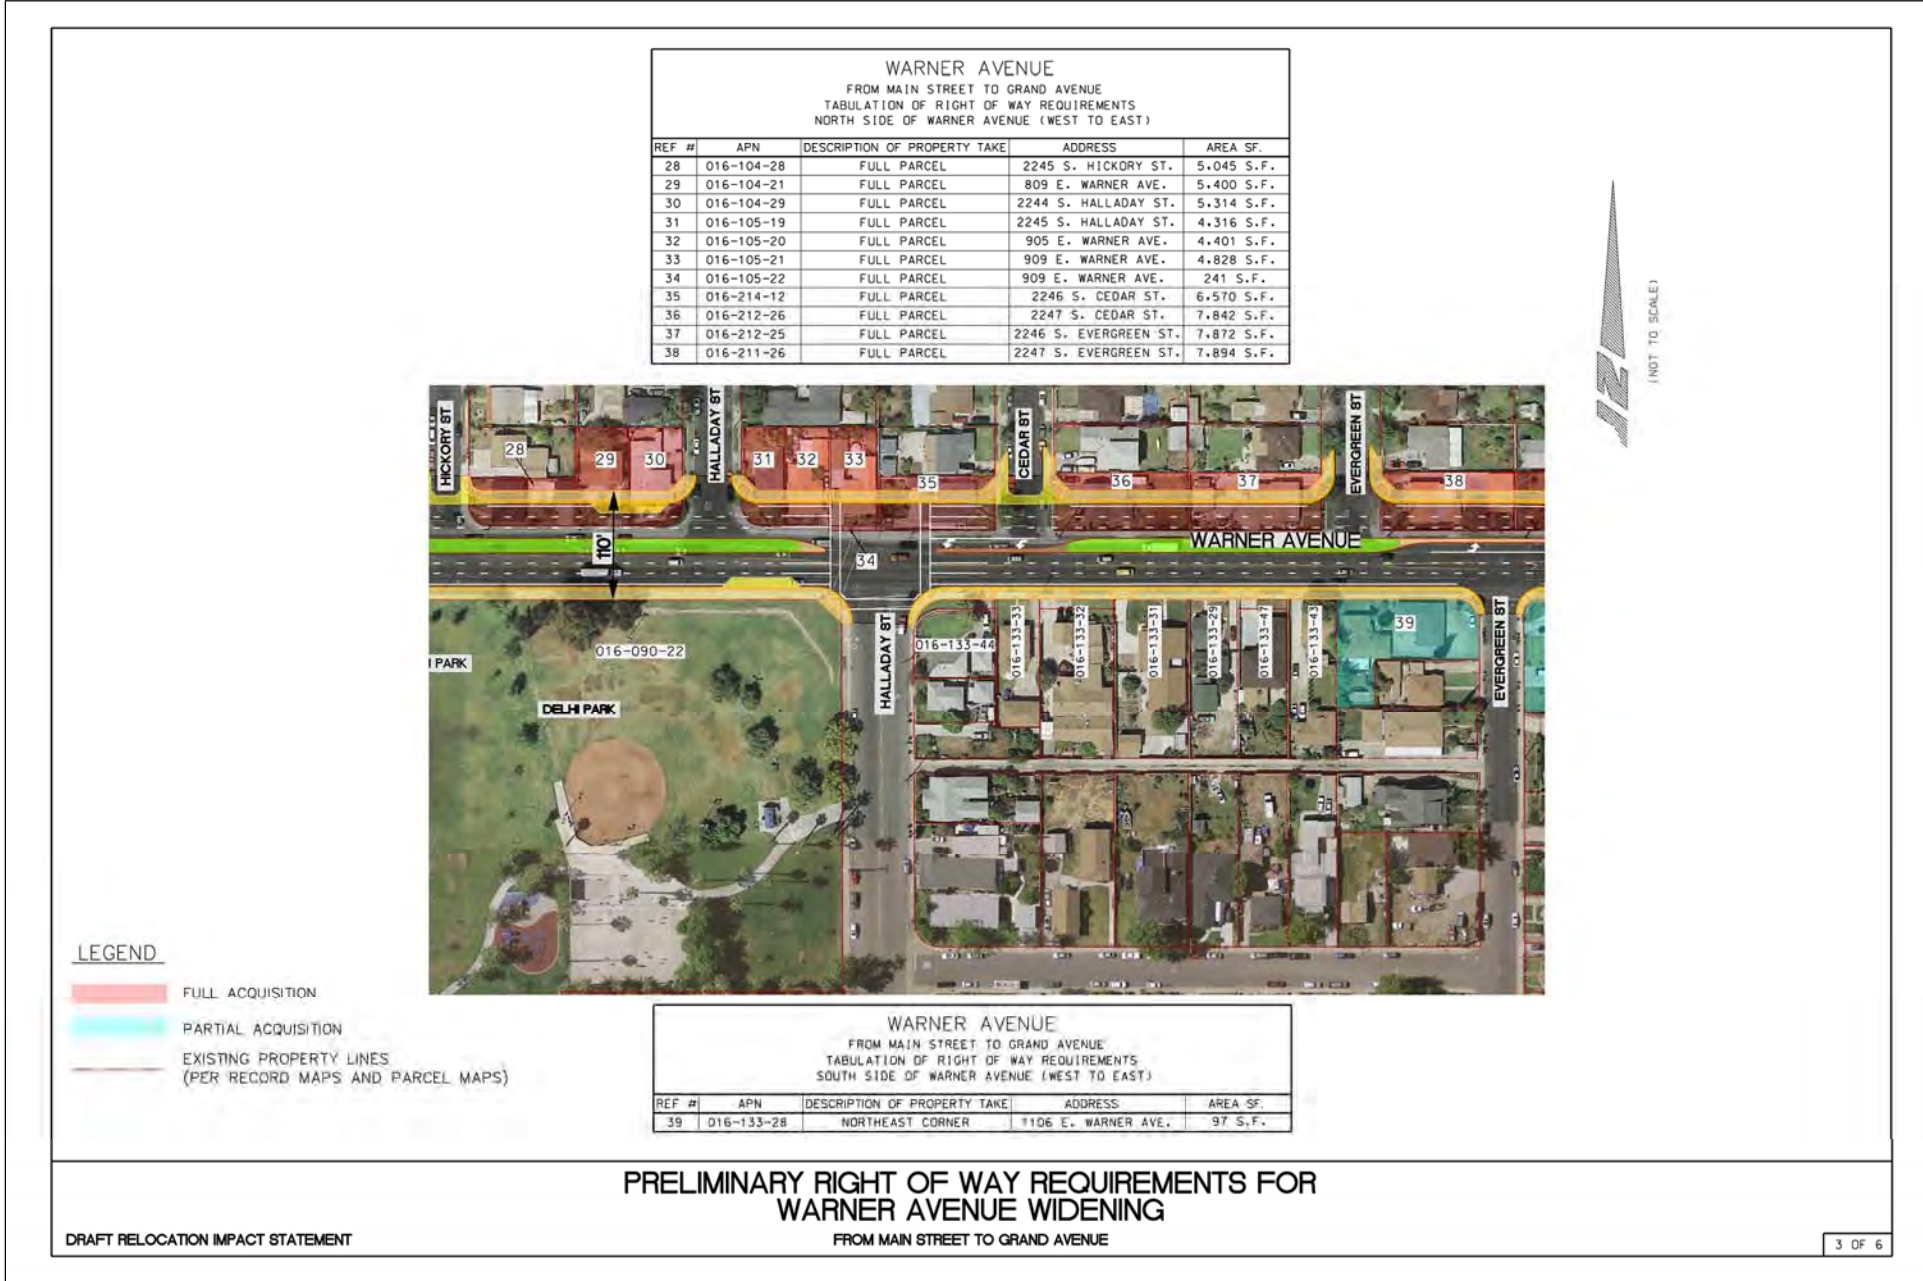 WARNER AVENUE
FROM MAIN STREET TO GRAND AVENUE
TABULATION OF RIGHT OF WAY REQUIREMENTS
NORTH SIDE OF WARNER AVENUE (WEST TO EAST)
REF # APN DESCRIPTION OF PROPERTY TAKE ADDRESS AREA SF.
28 016-104-28 FULL PARCEL 2245 S. HICKORY ST. 5.045 S.F.
29 016-104-21 FULL PARCEL 809 E. WARNER AVE. 5.400 S.F.
30 016-104-29 FULL PARCEL 2244 S. HALLADAY ST. 5.314 S.F.
31 016-105-19 FULL PARCEL 2245 S. HALLADAY ST. 4.316 S.F.
32 016-105-20 FULL PARCEL 905 E. WARNER AVE. 4.401 S.F.
33 016-105-21 FULL PARCEL 909 E. WARNER AVE. 4.828 S.F.
34 016-105-22 FULL PARCEL 909 E. WARNER AVE. 241 S.F.
35 016-214-12 FULL PARCEL 2246 S. CEDAR ST. 6.570 S.F.
36 016-212-26 FULL PARCEL 2247 S. CEDAR ST. 7.842 S.F.
37 016-212-25 FULL PARCEL 2246 S. EVERGREEN ST. 7.872 S.F.
38 016-211-26 FULL PARCEL 2247 S. EVERGREEN ST. 7.894 S.F.
(NOT TO SCALE)
HICKORY ST
28
29
30
HALLADAY ST
31
32
33
35
CEDAR ST
36
37
EVERGREEN ST
38
110'
34
WARNER AVENUE
PARK
016-090-22
DELHI PARK
HALLADAY ST
016-133-44
016-133-33
016-133-32
016-133-31
016-133-29
016-133-47
016-133-43
39
EVERGREEN ST
LEGEND
FULL ACQUISITION
PARTIAL ACQUISITION
EXISTING PROPERTY LINES
(PER RECORD MAPS AND PARCEL MAPS)
WARNER AVENUE
FROM MAIN STREET TO GRAND AVENUE
TABULATION OF RIGHT OF WAY REQUIREMENTS
SOUTH SIDE OF WARNER AVENUE (WEST TO EAST)
REF # APN DESCRIPTION OF PROPERTY TAKE ADDRESS AREA SF.
39 016-133-28 NORTHEAST CORNER 1106 E. WARNER AVE. 97 S.F.
PRELIMINARY RIGHT OF WAY REQUIREMENTS FOR
WARNER AVENUE WIDENING
DRAFT RELOCATION IMPACT STATEMENT
FROM MAIN STREET TO GRAND AVENUE
3 OF 6